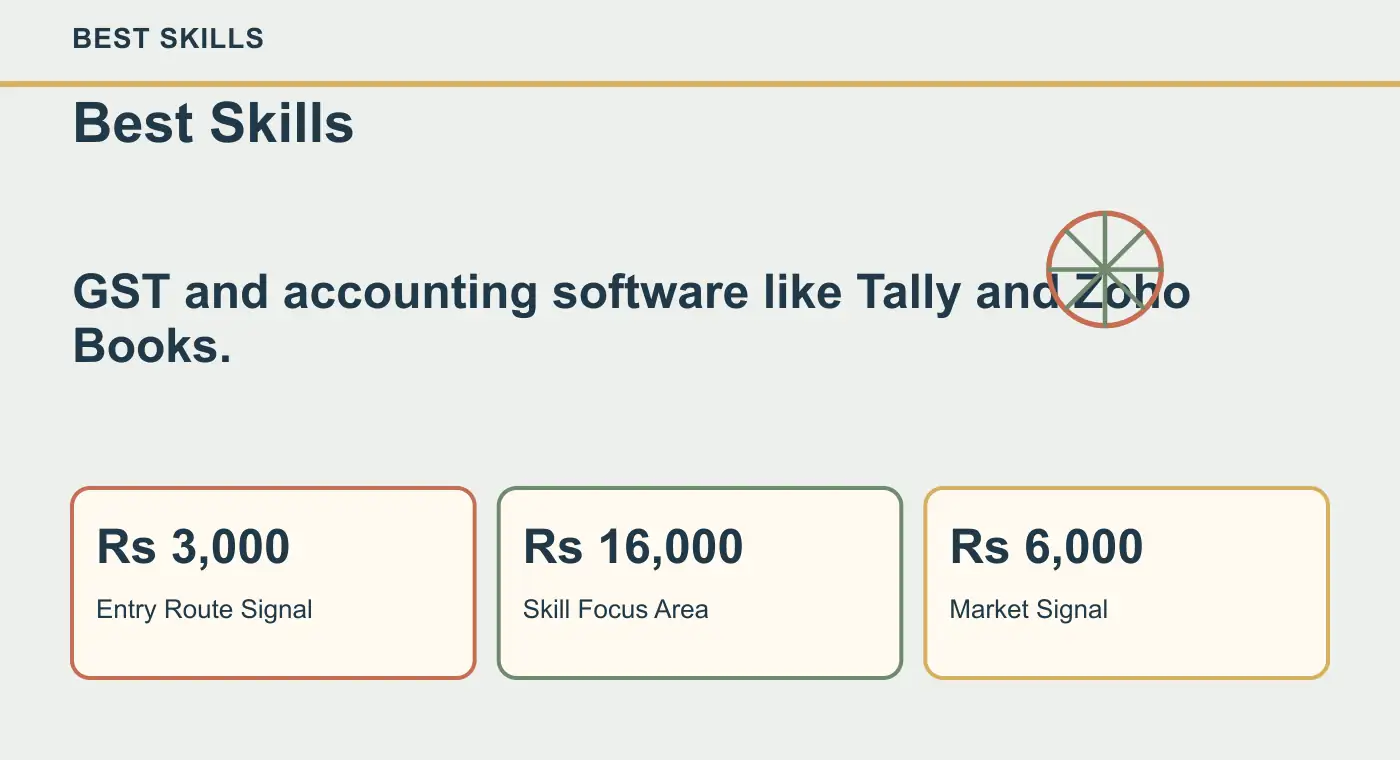 BEST SKILLS
Best Skills
GST and accounting software like Tally and Zoho
Books.
Rs 3,000
Entry Route Signal
Rs 16,000
Skill Focus Area
Rs 6,000
Market Signal